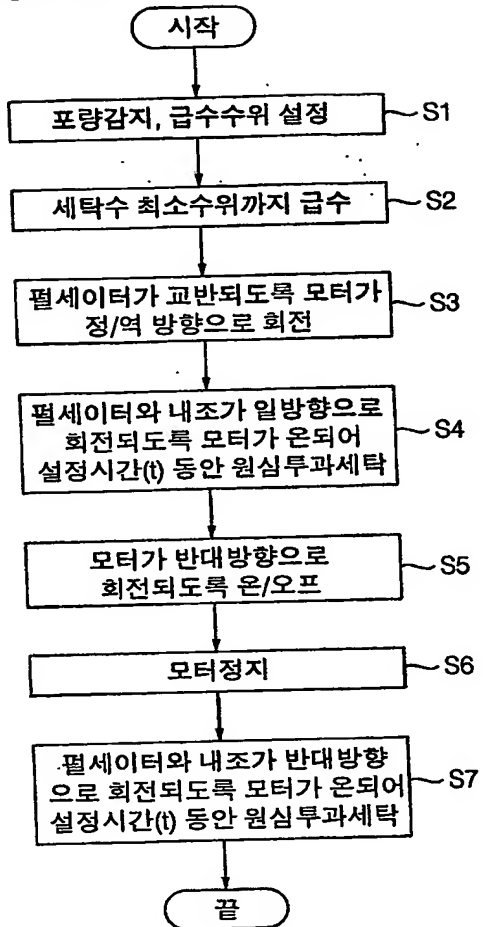 시작
포량감지, 급수수위 설정
S1
세탁수 최소수위까지 급수
S2
펄세이터가 교반되도록 모터가
정/역 방향으로 회전
S3
펄세이터와 내조가 일방향으로
회전되도록 모터가 온되어
설정시간(t) 동안 원심투과세탁
S4
모터가 반대방향으로
회전되도록 온/오프
S5
모터정지
S6
펄세이터와 내조가 반대방향
으로 회전되도록 모터가 온되어
설정시간(t) 동안 원심투과세탁
S7
끝